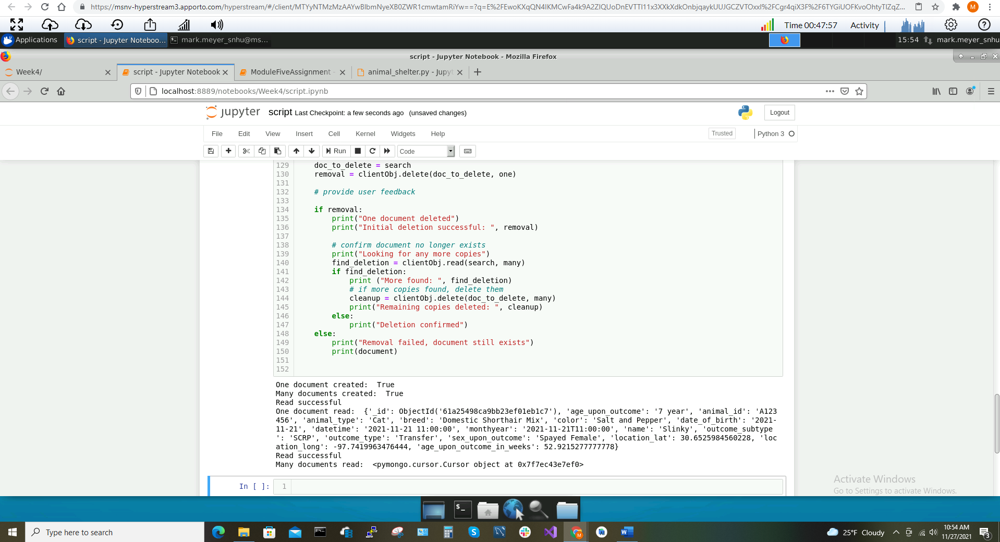 https://msnv-hyperstream3.apporto.com/hyperstream/#/client/
Time 00:47:57 Activity
Applications script - Jupyter Noteboo... mark.meyer_snhu@ms... 15:54 mark.meyer_snhu
script - Jupyter Notebook - Mozilla Firefox
Week4/ script - Jupyter Notebook ModuleFiveAssignment - animal_shelter.py - Jupyt
localhost:8889/notebooks/Week4/script.ipynb
jupyter script Last Checkpoint: a few seconds ago (unsaved changes) Logout
File Edit View Insert Cell Kernel Widgets Help Trusted Python 3
Run Code
129 doc_to_delete = search
130 removal = clientObj.delete(doc_to_delete, one)
131
132 # provide user feedback
133
134 if removal:
135 print("One document deleted")
136 print("Initial deletion successful: ", removal)
137
138 # confirm document no longer exists
139 print("Looking for any more copies")
140 find_deletion = clientObj.read(search, many)
141 if find_deletion:
142 print ("More found: ", find_deletion)
143 # if more copies found, delete them
144 cleanup = clientObj.delete(doc_to_delete, many)
145 print("Remaining copies deleted: ", cleanup)
146 else:
147 print("Deletion confirmed")
148 else:
149 print("Removal failed, document still exists")
150 print(document)
151
152
One document created:  True
Many documents created:  True
Read successful
One document read:  {'_id': ObjectId('61a25498ca9bb23ef01eb1c7'), 'age_upon_outcome': '7 year', 'animal_id': 'A123
456', 'animal_type': 'Cat', 'breed': 'Domestic Shorthair Mix', 'color': 'Salt and Pepper', 'date_of_birth': '2021-
11-21', 'datetime': '2021-11-21 11:00:00', 'monthyear': '2021-11-21T11:00:00', 'name': 'Slinky', 'outcome_subtype
': 'SCRP', 'outcome_type': 'Transfer', 'sex_upon_outcome': 'Spayed Female', 'location_lat': 30.6525984560228, 'loc
ation_long': -97.7419963476444, 'age_upon_outcome_in_weeks': 52.9215277777778}
Read successful
Many documents read:  <pymongo.cursor.Cursor object at 0x7f7ec43e7ef0>
In [ ]: 1
Activate Windows
Go to Settings to activate Windows.
Type here to search 25°F Cloudy 10:54 AM
11/27/2021 3